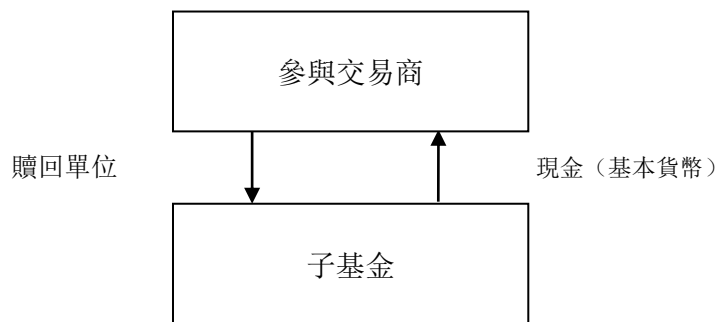 參與交易商
贖回單位
現金（基本貨幣）
子基金